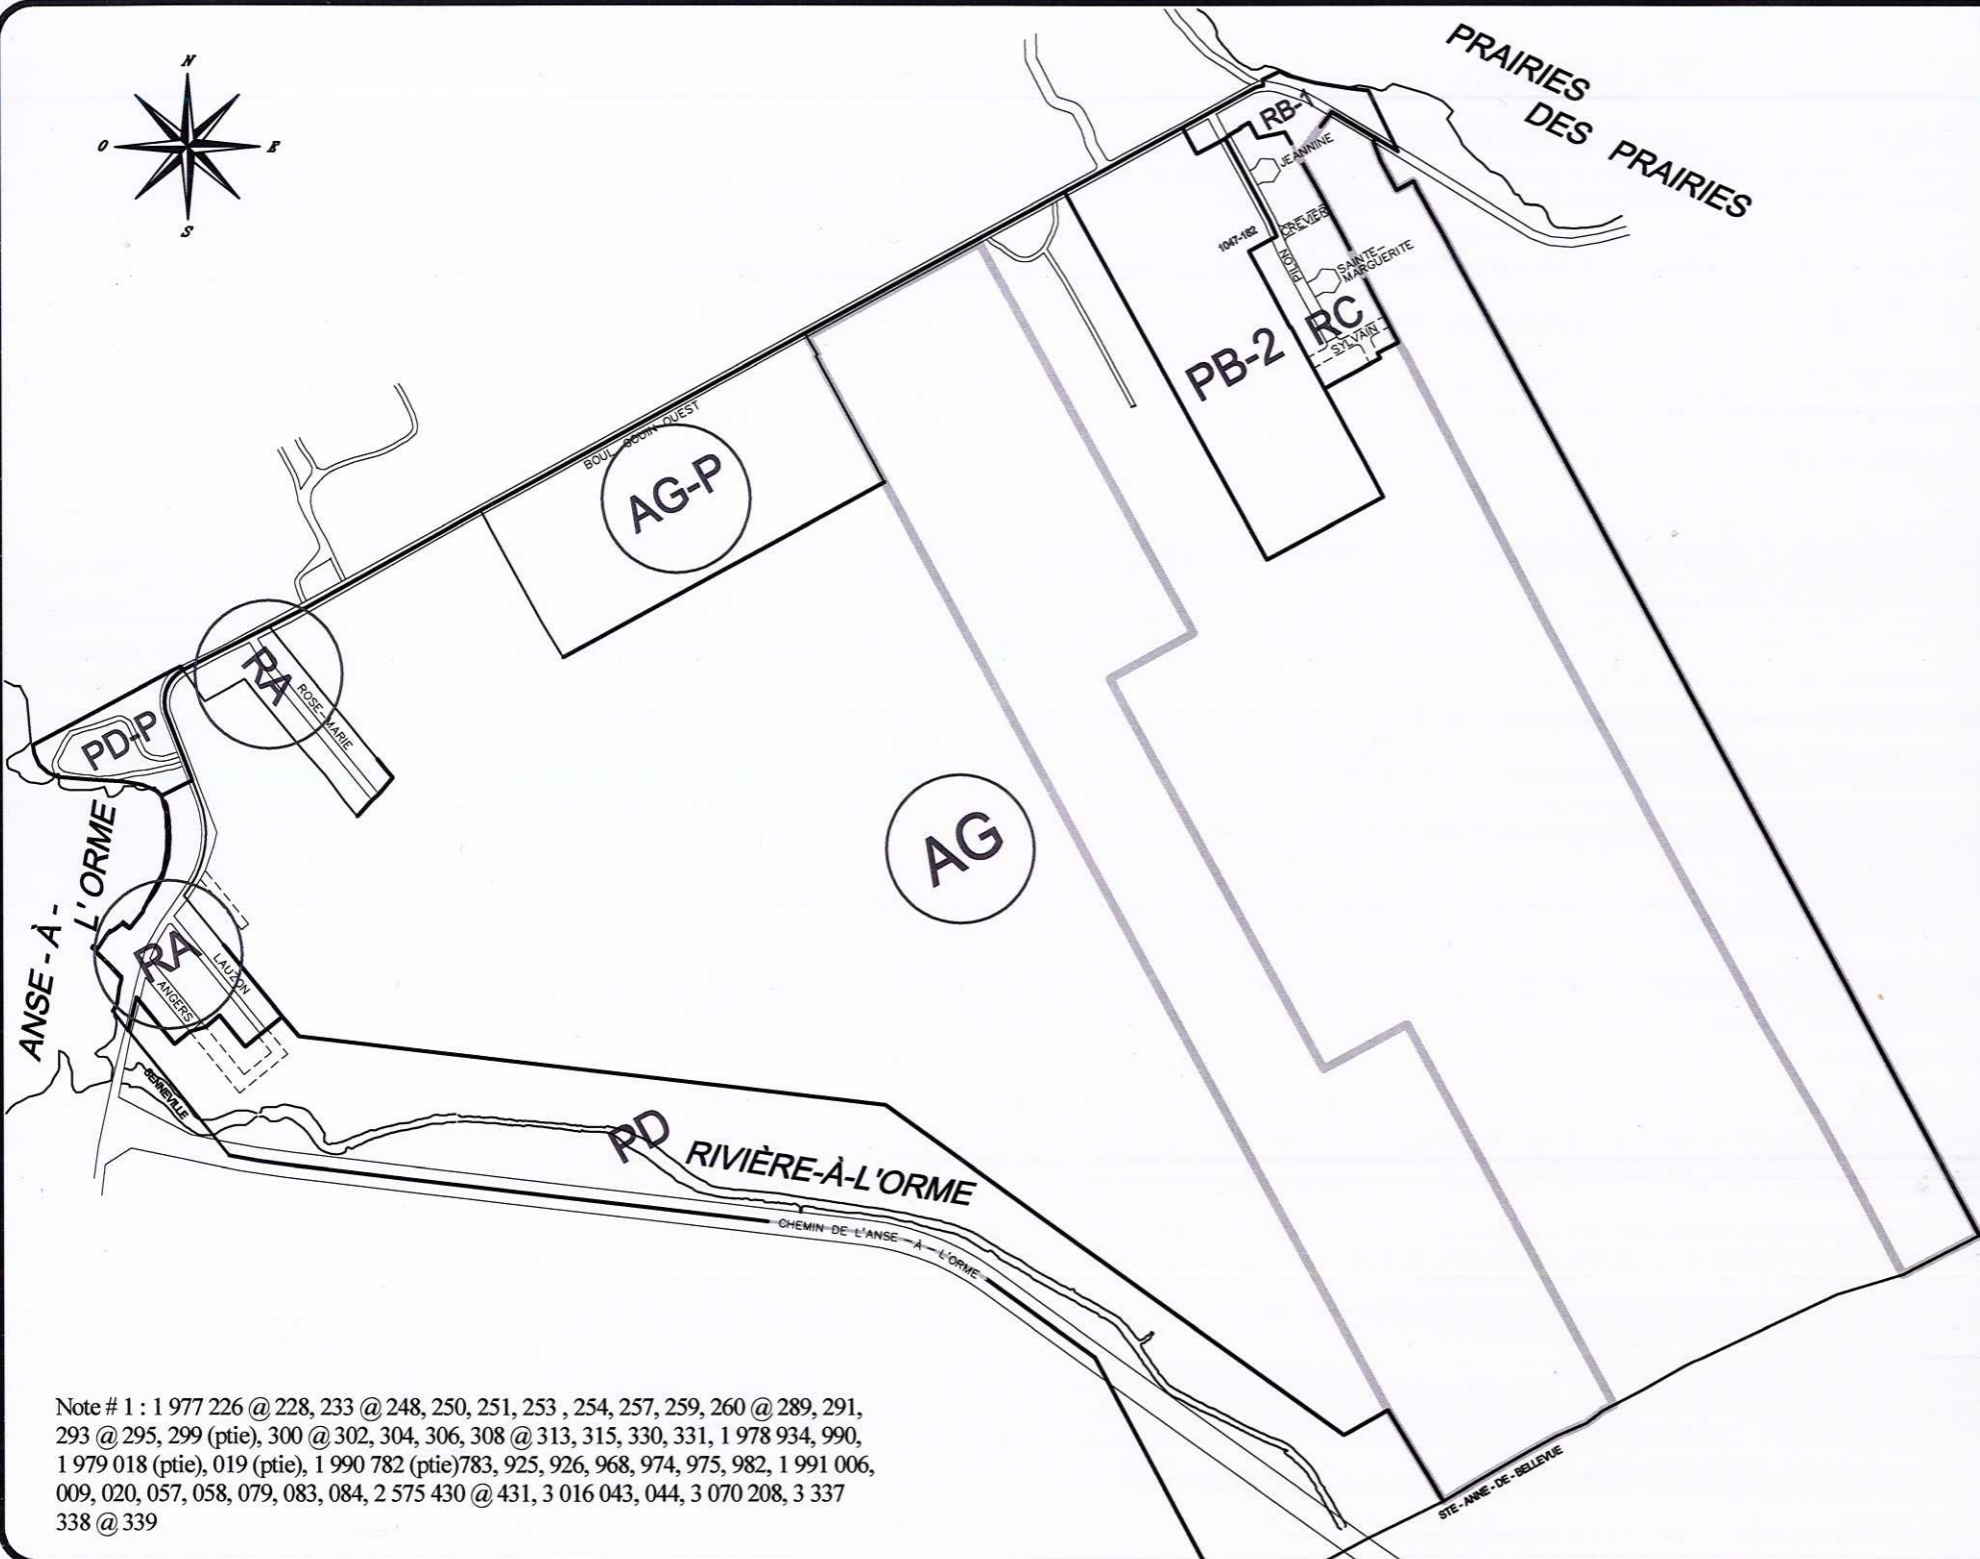 N
O
E
S
PRAIRIES
DES PRAIRIES
RB-1
JEANNINE
CREVIER
1047-182
PILON
SAINTE-
MARGUERITE
RC
SYLVAIN
PB-2
BOUL. GOUIN OUEST
AG-P
RA
ROSE-MARIE
PD-P
ANSE-À-
L'ORME
AG
RA
LAUZON
ANGERS
SENNEVILLE
PD
RIVIÈRE-À-L'ORME
CHEMIN DE L'ANSE-À-L'ORME
STE-ANNE-DE-BELLEVUE
Note # 1 : 1 977 226 @ 228, 233 @ 248, 250, 251, 253 , 254, 257, 259, 260 @ 289, 291,
293 @ 295, 299 (ptie), 300 @ 302, 304, 306, 308 @ 313, 315, 330, 331, 1 978 934, 990,
1 979 018 (ptie), 019 (ptie), 1 990 782 (ptie)783, 925, 926, 968, 974, 975, 982, 1 991 006,
009, 020, 057, 058, 079, 083, 084, 2 575 430 @ 431, 3 016 043, 044, 3 070 208, 3 337
338 @ 339